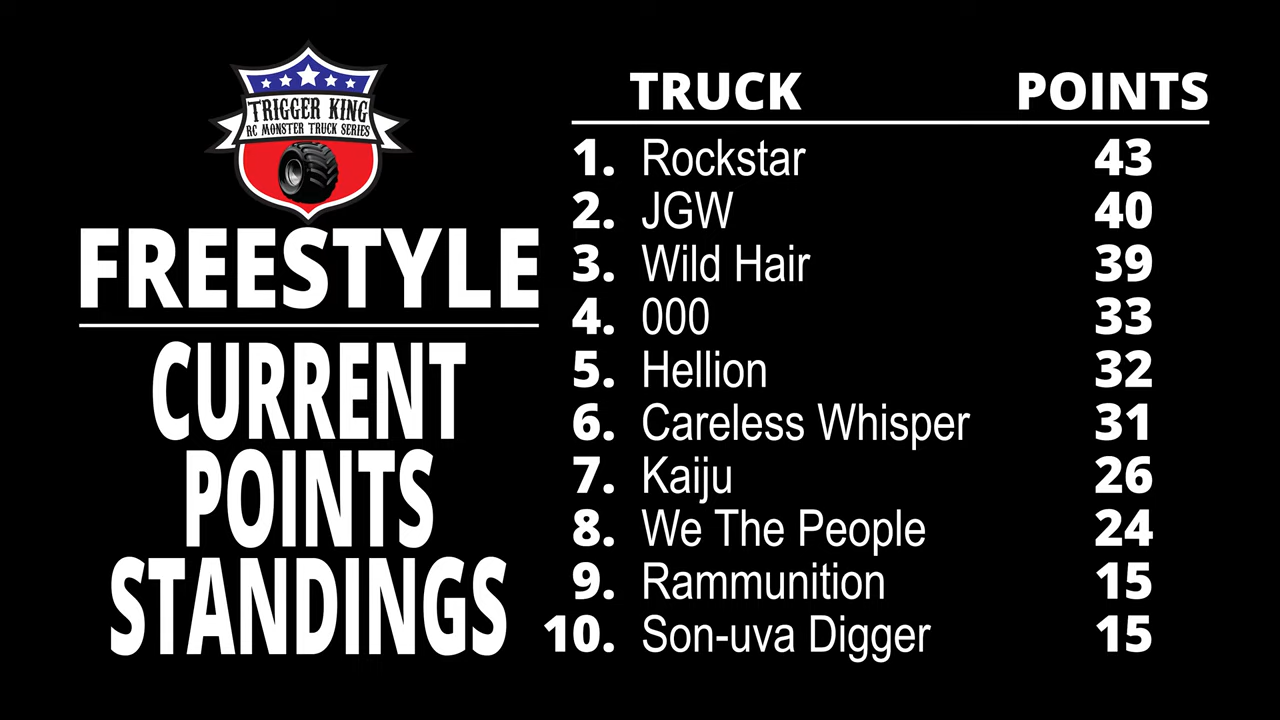 TRIGGER KING
RC MONSTER TRUCK SERIES
FREESTYLE
CURRENT
POINTS
STANDINGS
TRUCK POINTS
1. Rockstar 43
2. JGW 40
3. Wild Hair 39
4. 000 33
5. Hellion 32
6. Careless Whisper 31
7. Kaiju 26
8. We The People 24
9. Rammunition 15
10. Son-uva Digger 15